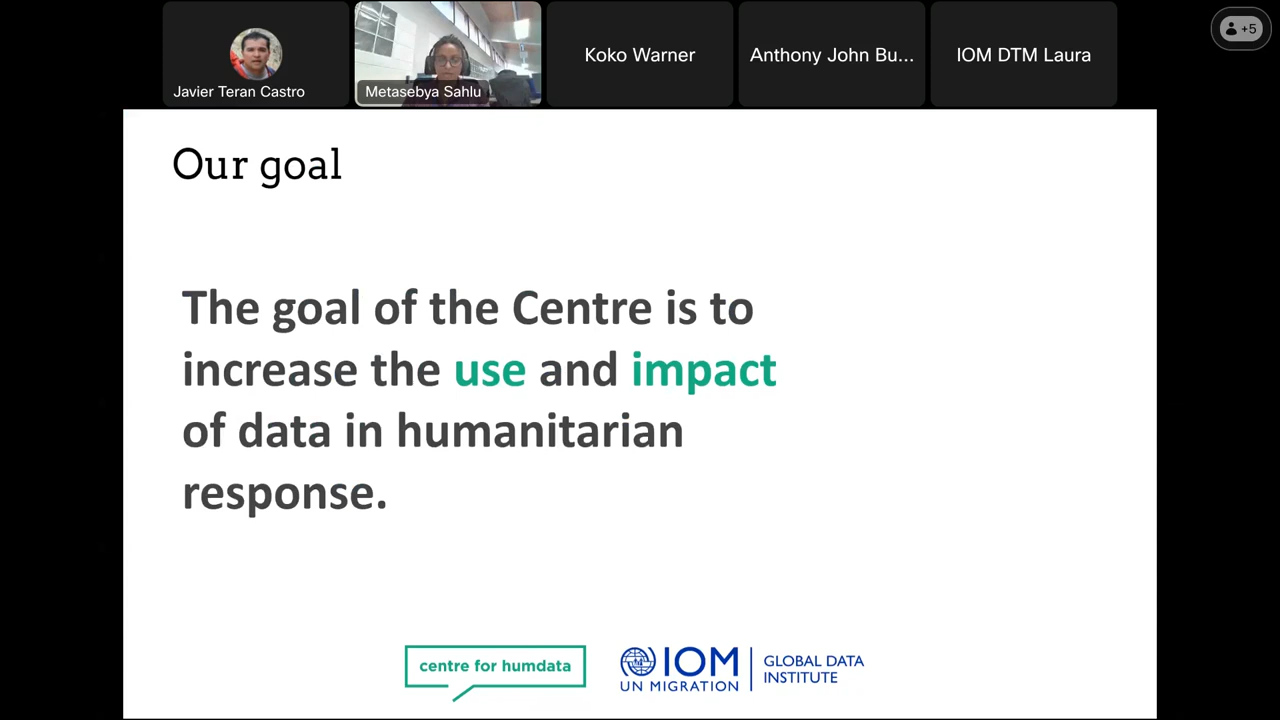 Javier Teran Castro
Metasebya Sahlu
Koko Warner
Anthony John Bu...
IOM DTM Laura
+5
Our goal
The goal of the Centre is to
increase the use and impact
of data in humanitarian
response.
centre for humdata
IOM
UN MIGRATION
GLOBAL DATA
INSTITUTE